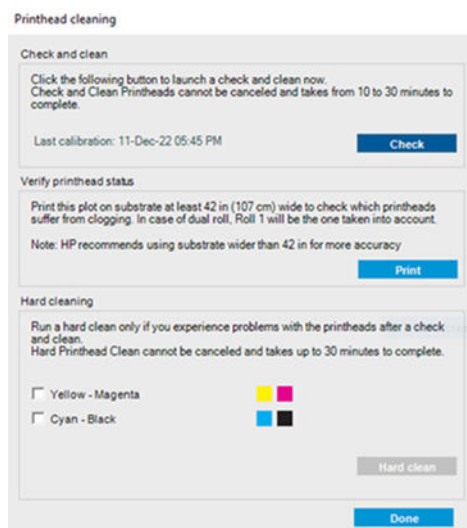 Printhead cleaning
Check and clean
Click the following button to launch a check and clean now.
Check and Clean Printheads cannot be canceled and takes from 10 to 30 minutes to
complete.
Last calibration: 11-Dec-22 05:45 PM
Check
Verify printhead status
Print this plot on substrate at least 42 in (107 cm) wide to check which printheads
suffer from clogging. In case of dual roll, Roll 1 will be the one taken into account.
Note: HP recommends using substrate wider than 42 in for more accuracy
Print
Hard cleaning
Run a hard clean only if you experience problems with the printheads after a check
and clean.
Hard Printhead Clean cannot be canceled and takes up to 30 minutes to complete.
Yellow - Magenta
Cyan - Black
Hard clean
Done